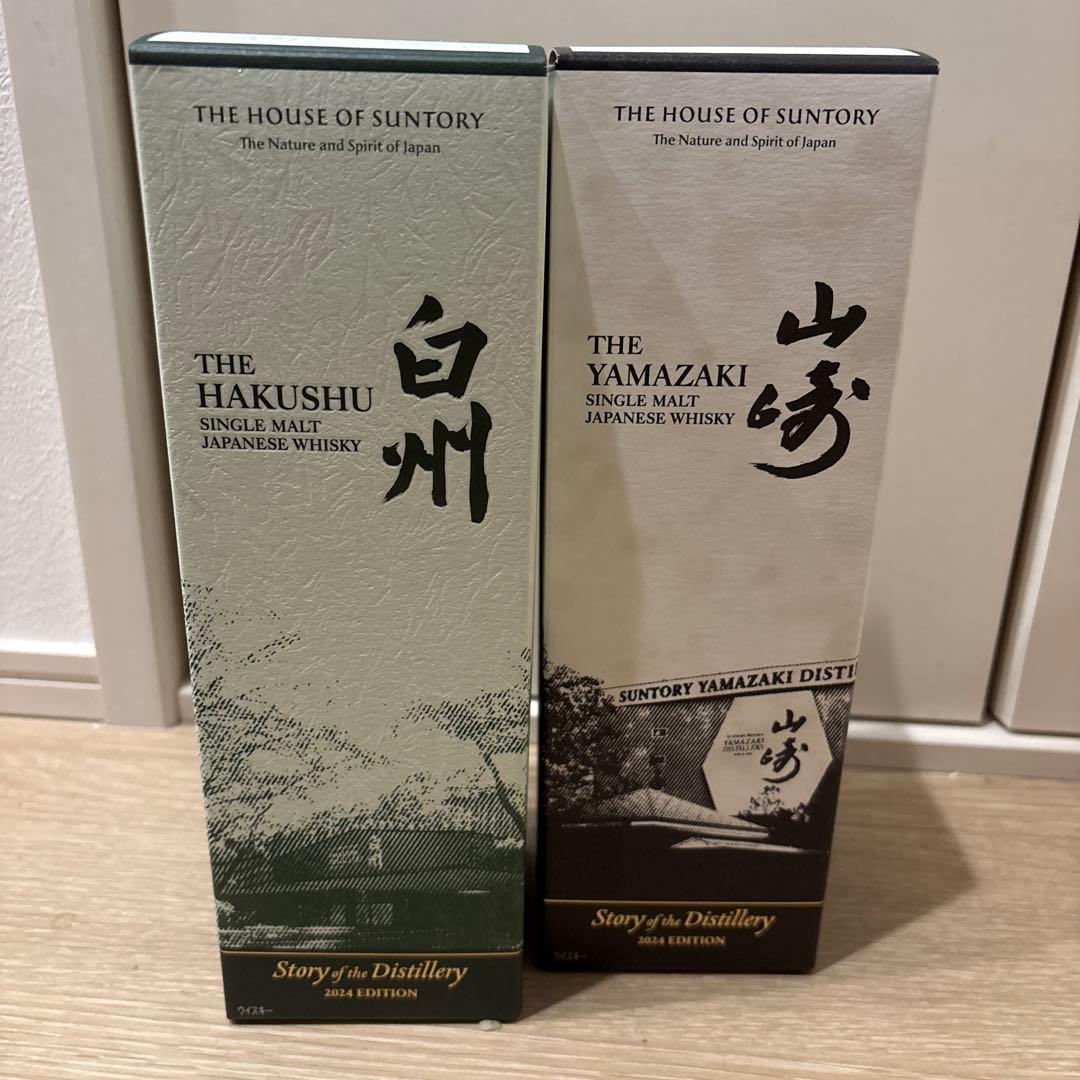 THE HOUSE OF SUNTORY
The Nature and Spirit of Japan
THE
HAKUSHU
SINGLE MALT
JAPANESE WHISKY
白州
Story of the Distillery
2024 EDITION
ウイスキー
THE HOUSE OF SUNTORY
The Nature and Spirit of Japan
THE
YAMAZAKI
SINGLE MALT
JAPANESE WHISKY
山崎
SUNTORY YAMAZAKI DISTI
YAMAZAKI
DISTILLERY
山崎
Story of the Distillery
2024 EDITION
ウイスキー